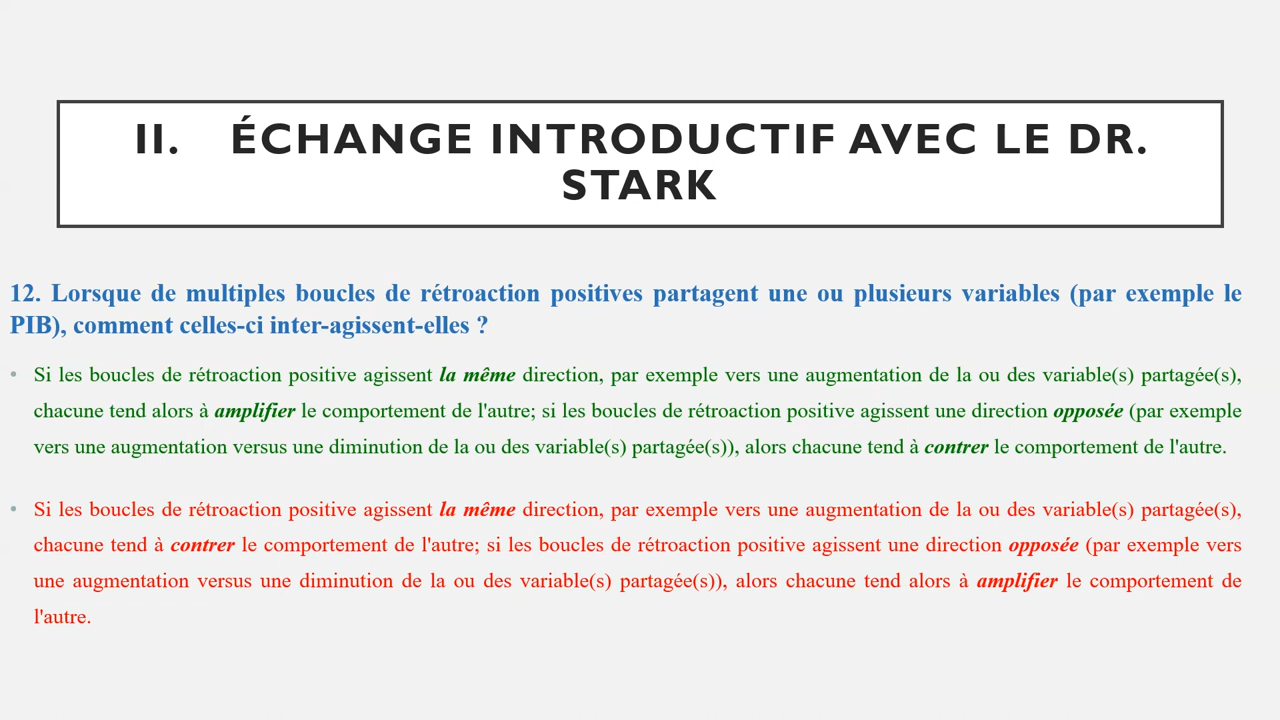 II. ÉCHANGE INTRODUCTIF AVEC LE DR.
STARK
12. Lorsque de multiples boucles de rétroaction positives partagent une ou plusieurs variables (par exemple le
PIB), comment celles-ci inter-agissent-elles ?
• Si les boucles de rétroaction positive agissent la même direction, par exemple vers une augmentation de la ou des variable(s) partagée(s),
chacune tend alors à amplifier le comportement de l'autre; si les boucles de rétroaction positive agissent une direction opposée (par exemple
vers une augmentation versus une diminution de la ou des variable(s) partagée(s)), alors chacune tend à contrer le comportement de l'autre.
• Si les boucles de rétroaction positive agissent la même direction, par exemple vers une augmentation de la ou des variable(s) partagée(s),
chacune tend à contrer le comportement de l'autre; si les boucles de rétroaction positive agissent une direction opposée (par exemple vers
une augmentation versus une diminution de la ou des variable(s) partagée(s)), alors chacune tend alors à amplifier le comportement de
l'autre.